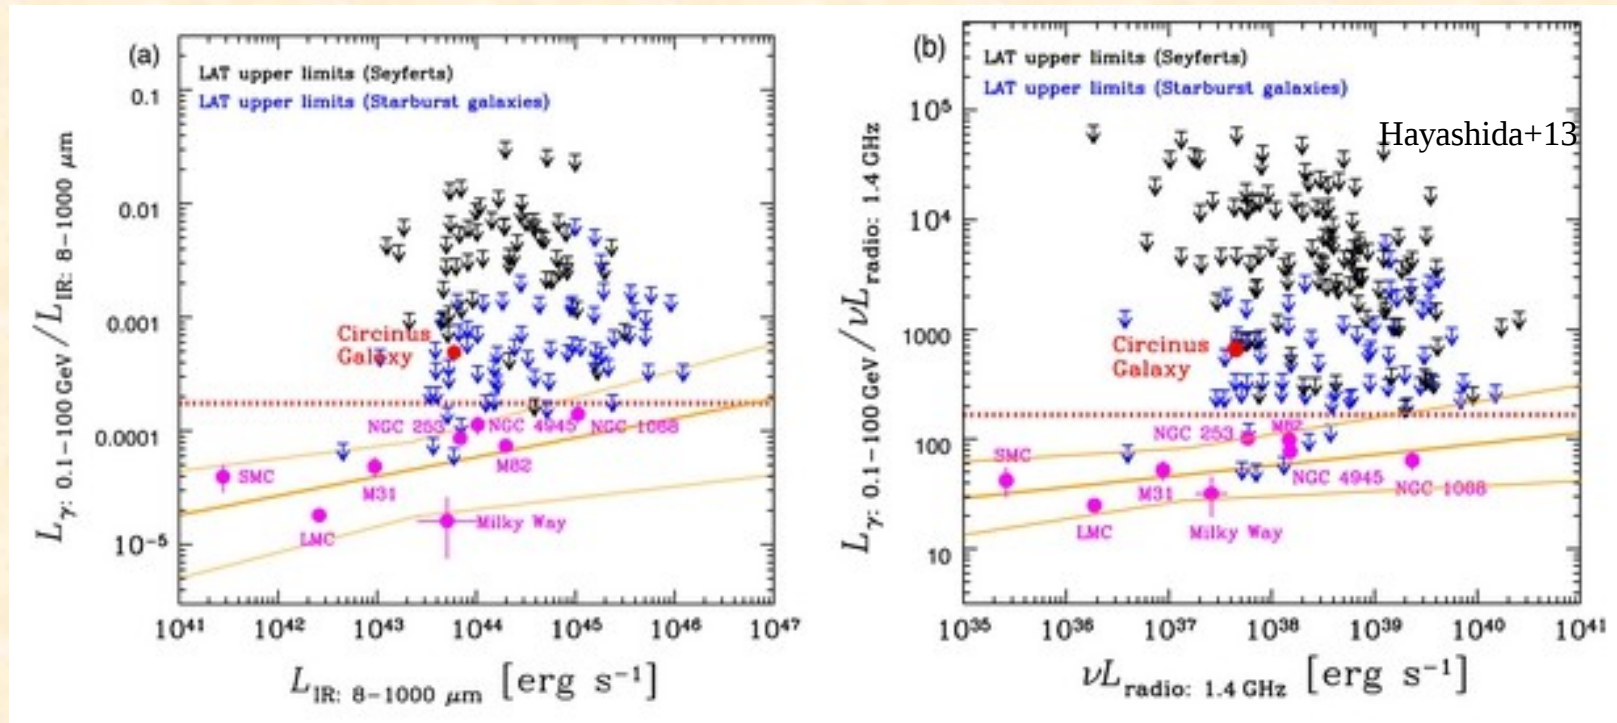 (a)
LAT upper limits (Seyferts)
LAT upper limits (Starburst galaxies)
0.1
0.01
0.001
0.0001
10⁻⁵
Lγ: 0.1−100 GeV / LIR: 8−1000 μm
Circinus
Galaxy
NGC 253
NGC 4945
NGC 1068
M82
SMC
M31
LMC
Milky Way
10⁴¹ 10⁴² 10⁴³ 10⁴⁴ 10⁴⁵ 10⁴⁶ 10⁴⁷
LIR: 8−1000 μm [erg s⁻¹]
(b)
LAT upper limits (Seyferts)
LAT upper limits (Starburst galaxies)
Hayashida+13
10⁵
10⁴
1000
100
10
Lγ: 0.1−100 GeV / νLradio: 1.4 GHz
Circinus
Galaxy
NGC 253
M82
SMC
NGC 4945
M31
NGC 1068
LMC
Milky Way
10³⁵ 10³⁶ 10³⁷ 10³⁸ 10³⁹ 10⁴⁰ 10⁴¹
νLradio: 1.4 GHz [erg s⁻¹]